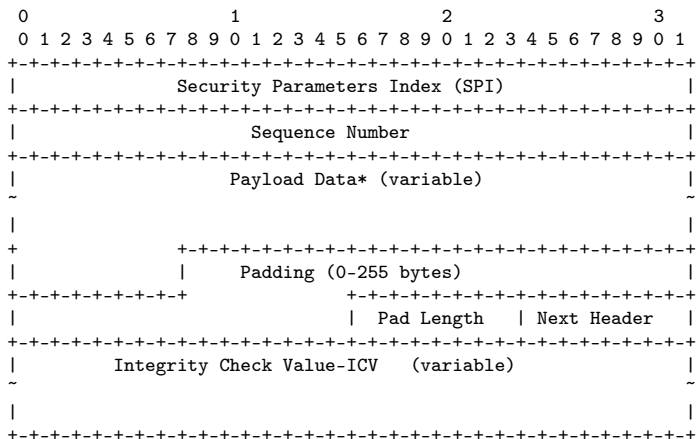 0                   1                   2                   3
0 1 2 3 4 5 6 7 8 9 0 1 2 3 4 5 6 7 8 9 0 1 2 3 4 5 6 7 8 9 0 1
+-+-+-+-+-+-+-+-+-+-+-+-+-+-+-+-+-+-+-+-+-+-+-+-+-+-+-+-+-+-+-+-+
|               Security Parameters Index (SPI)                 |
+-+-+-+-+-+-+-+-+-+-+-+-+-+-+-+-+-+-+-+-+-+-+-+-+-+-+-+-+-+-+-+-+
|                      Sequence Number                          |
+-+-+-+-+-+-+-+-+-+-+-+-+-+-+-+-+-+-+-+-+-+-+-+-+-+-+-+-+-+-+-+-+
|                    Payload Data* (variable)                   |
~                                                               ~
|                                                               |
+               +-+-+-+-+-+-+-+-+-+-+-+-+-+-+-+-+-+-+-+-+-+-+-+-+
|               |     Padding (0-255 bytes)                     |
+-+-+-+-+-+-+-+-+               +-+-+-+-+-+-+-+-+-+-+-+-+-+-+-+-+
|                               |  Pad Length   | Next Header   |
+-+-+-+-+-+-+-+-+-+-+-+-+-+-+-+-+-+-+-+-+-+-+-+-+-+-+-+-+-+-+-+-+
|         Integrity Check Value-ICV   (variable)                |
~                                                               ~
|                                                               |
+-+-+-+-+-+-+-+-+-+-+-+-+-+-+-+-+-+-+-+-+-+-+-+-+-+-+-+-+-+-+-+-+